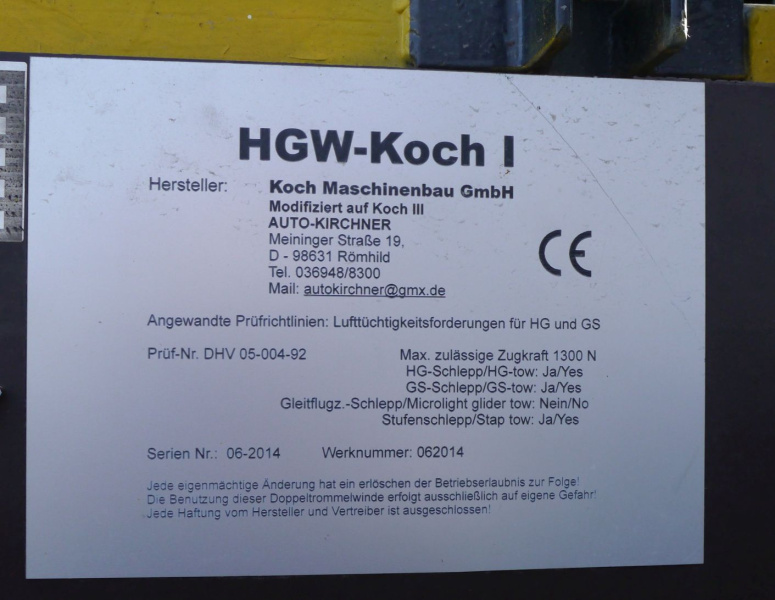 HGW-Koch I
Hersteller: Koch Maschinenbau GmbH
Modifiziert auf Koch III
AUTO-KIRCHNER
Meininger Straße 19,
D - 98631 Römhild
Tel. 036948/8300
Mail: autokirchner@gmx.de
CE
Angewandte Prüfrichtlinien: Lufttüchtigkeitsforderungen für HG und GS
Prüf-Nr. DHV 05-004-92 Max. zulässige Zugkraft 1300 N
HG-Schlepp/HG-tow: Ja/Yes
GS-Schlepp/GS-tow: Ja/Yes
Gleitflugz.-Schlepp/Microlight glider tow: Nein/No
Stufenschlepp/Stap tow: Ja/Yes
Serien Nr.: 06-2014 Werknummer: 062014
Jede eigenmächtige Änderung hat ein erlöschen der Betriebserlaubnis zur Folge!
Die Benutzung dieser Doppeltrommelwinde erfolgt ausschließlich auf eigene Gefahr!
Jede Haftung vom Hersteller und Vertreiber ist ausgeschlossen!